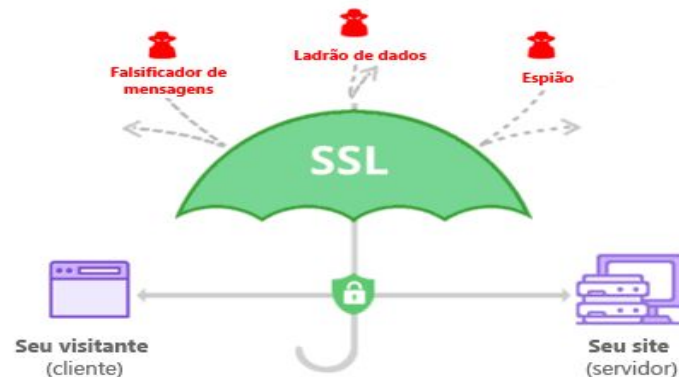 Ladrão de dados
Falsificador de
mensagens
Espião
SSL
Seu visitante
(cliente)
Seu site
(servidor)